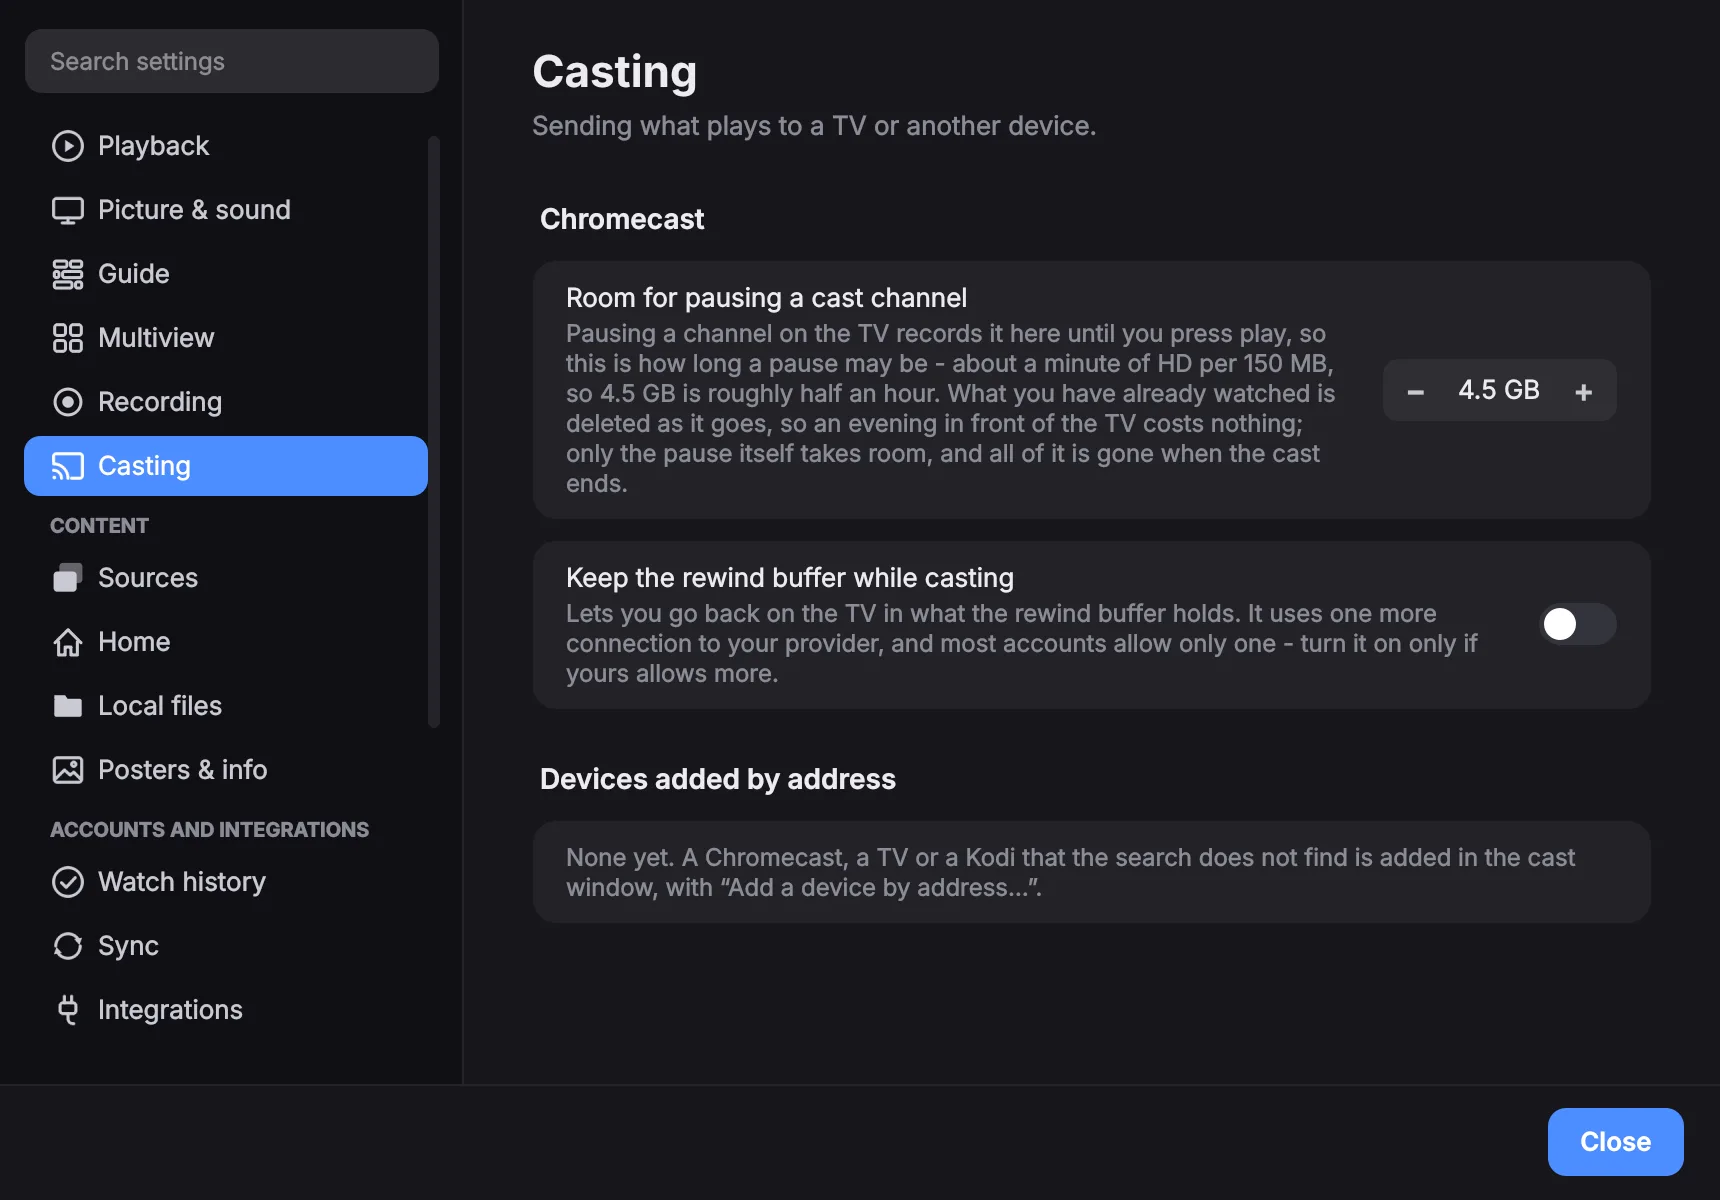 Search settings
Playback
Picture & sound
Guide
Multiview
Recording
Casting
CONTENT
Sources
Home
Local files
Posters & info
ACCOUNTS AND INTEGRATIONS
Watch history
Sync
Integrations
Casting
Sending what plays to a TV or another device.
Chromecast
Room for pausing a cast channel
Pausing a channel on the TV records it here until you press play, so
this is how long a pause may be - about a minute of HD per 150 MB,
so 4.5 GB is roughly half an hour. What you have already watched is
deleted as it goes, so an evening in front of the TV costs nothing;
only the pause itself takes room, and all of it is gone when the cast
ends.
− 4.5 GB +
Keep the rewind buffer while casting
Lets you go back on the TV in what the rewind buffer holds. It uses one more
connection to your provider, and most accounts allow only one - turn it on only if
yours allows more.
Devices added by address
None yet. A Chromecast, a TV or a Kodi that the search does not find is added in the cast
window, with “Add a device by address...”.
Close